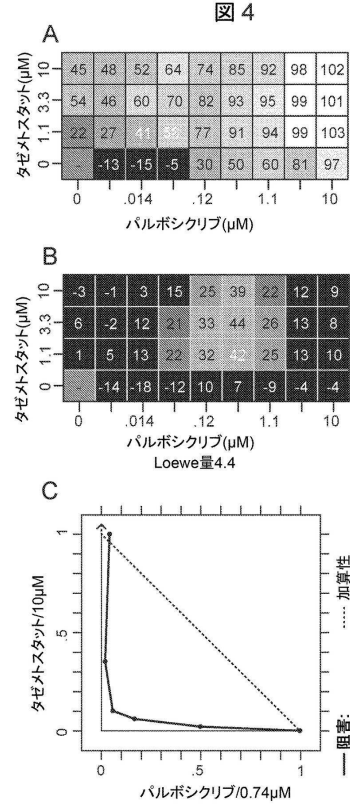 図4
A
タゼメトスタット(μM)
10 45 48 52 64 74 85 92 98 102
3.3 54 46 60 70 82 93 95 99 101
1.1 22 27 41 77 91 94 99 103
0 - -13 -15 -5 30 50 60 81 97
0 .014 .12 1.1 10
パルボシクリブ(μM)
B
タゼメトスタット(μM)
10 -3 -1 3 15 25 39 22 12 9
3.3 6 -2 12 21 33 44 26 13 8
1.1 1 5 13 22 32 42 25 13 10
0 - -14 -18 -12 10 7 -9 -4 -4
0 .014 .12 1.1 10
パルボシクリブ(μM)
Loewe量4.4
C
タゼメトスタット/10μM
1
.5
0
0 .5 1
パルボシクリブ/0.74μM
阻害: 加算性